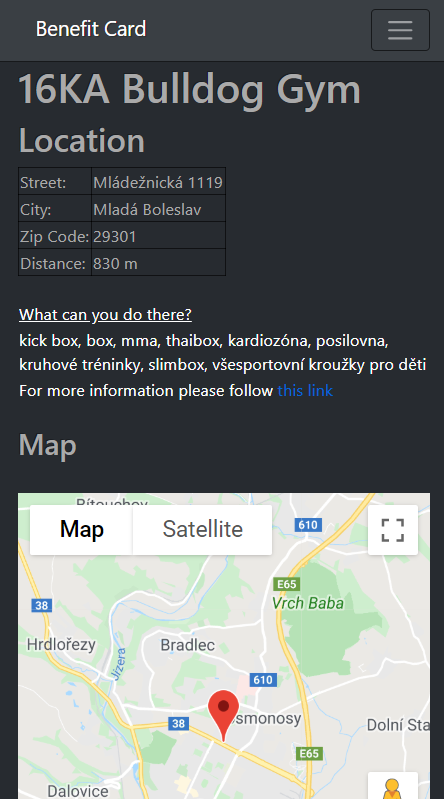 Benefit Card
16KA Bulldog Gym
Location
Street: Mládežnická 1119
City: Mladá Boleslav
Zip Code: 29301
Distance: 830 m
What can you do there?
kick box, box, mma, thaibox, kardiozóna, posilovna,
kruhové tréninky, slimbox, všesportovní kroužky pro děti
For more information please follow this link
Map
Map Satellite
610
E65
Vrch Baba
38
Hrdlořezy
Bradlec
Jizera
610
smonosy
38
Dolní Sta
E65
Dalovice